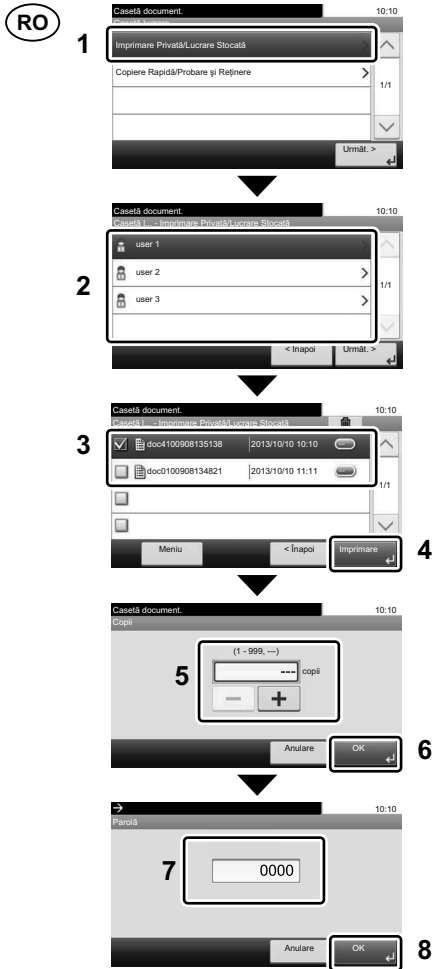 RO
Casetă document. 10:10
Casetă lucrare
1
Imprimare Privată/Lucrare Stocată
Copiere Rapidă/Probare şi Reținere
1/1
Următ. >
Casetă document. 10:10
Casetă l... - Imprimare Privată/Lucrare Stocată
2
user 1
user 2
user 3
1/1
< Înapoi Următ. >
Casetă document. 10:10
Casetă l... - Imprimare Privată/Lucrare Stocată
3
doc4100908135138 2013/10/10 10:10
doc0100908134821 2013/10/10 11:11
1/1
Meniu < Înapoi Imprimare 4
Casetă document. 10:10
Copii
(1 - 999, ---)
5 --- copii
Anulare OK 6
10:10
Parolă
7 0000
Anulare OK 8